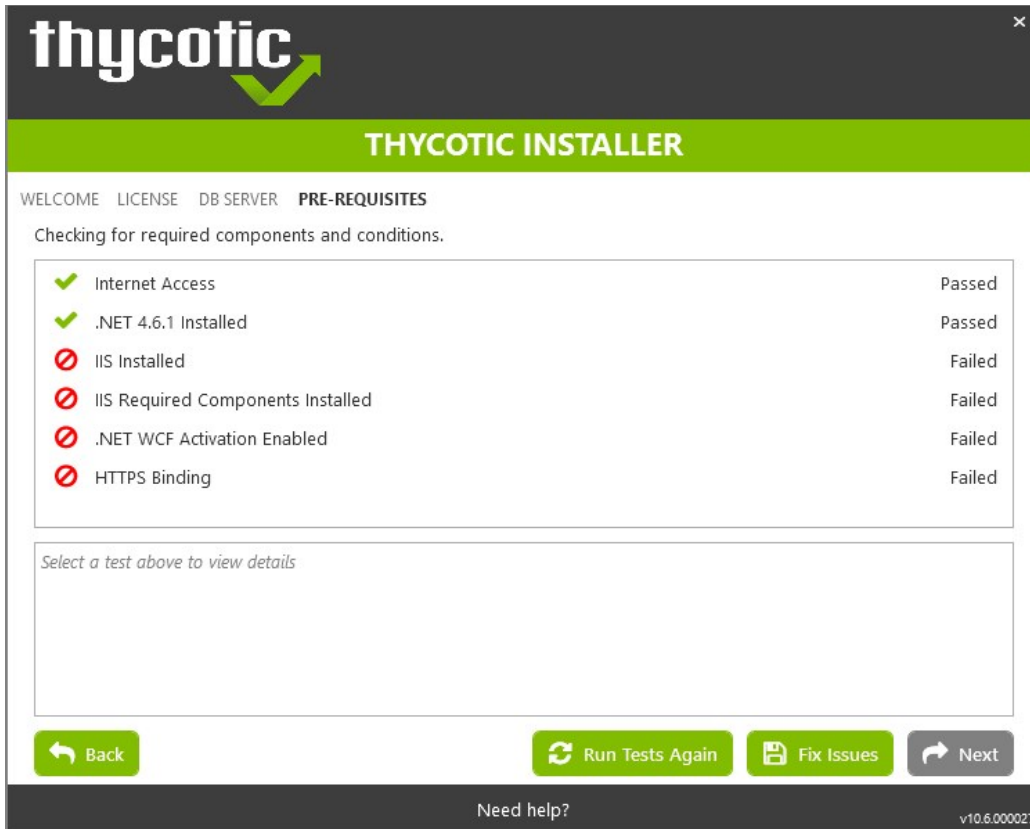 thycotic
THYCOTIC INSTALLER
WELCOME LICENSE DB SERVER PRE-REQUISITES
Checking for required components and conditions.
Internet Access Passed
.NET 4.6.1 Installed Passed
IIS Installed Failed
IIS Required Components Installed Failed
.NET WCF Activation Enabled Failed
HTTPS Binding Failed
Select a test above to view details
Back Run Tests Again Fix Issues Next
Need help?